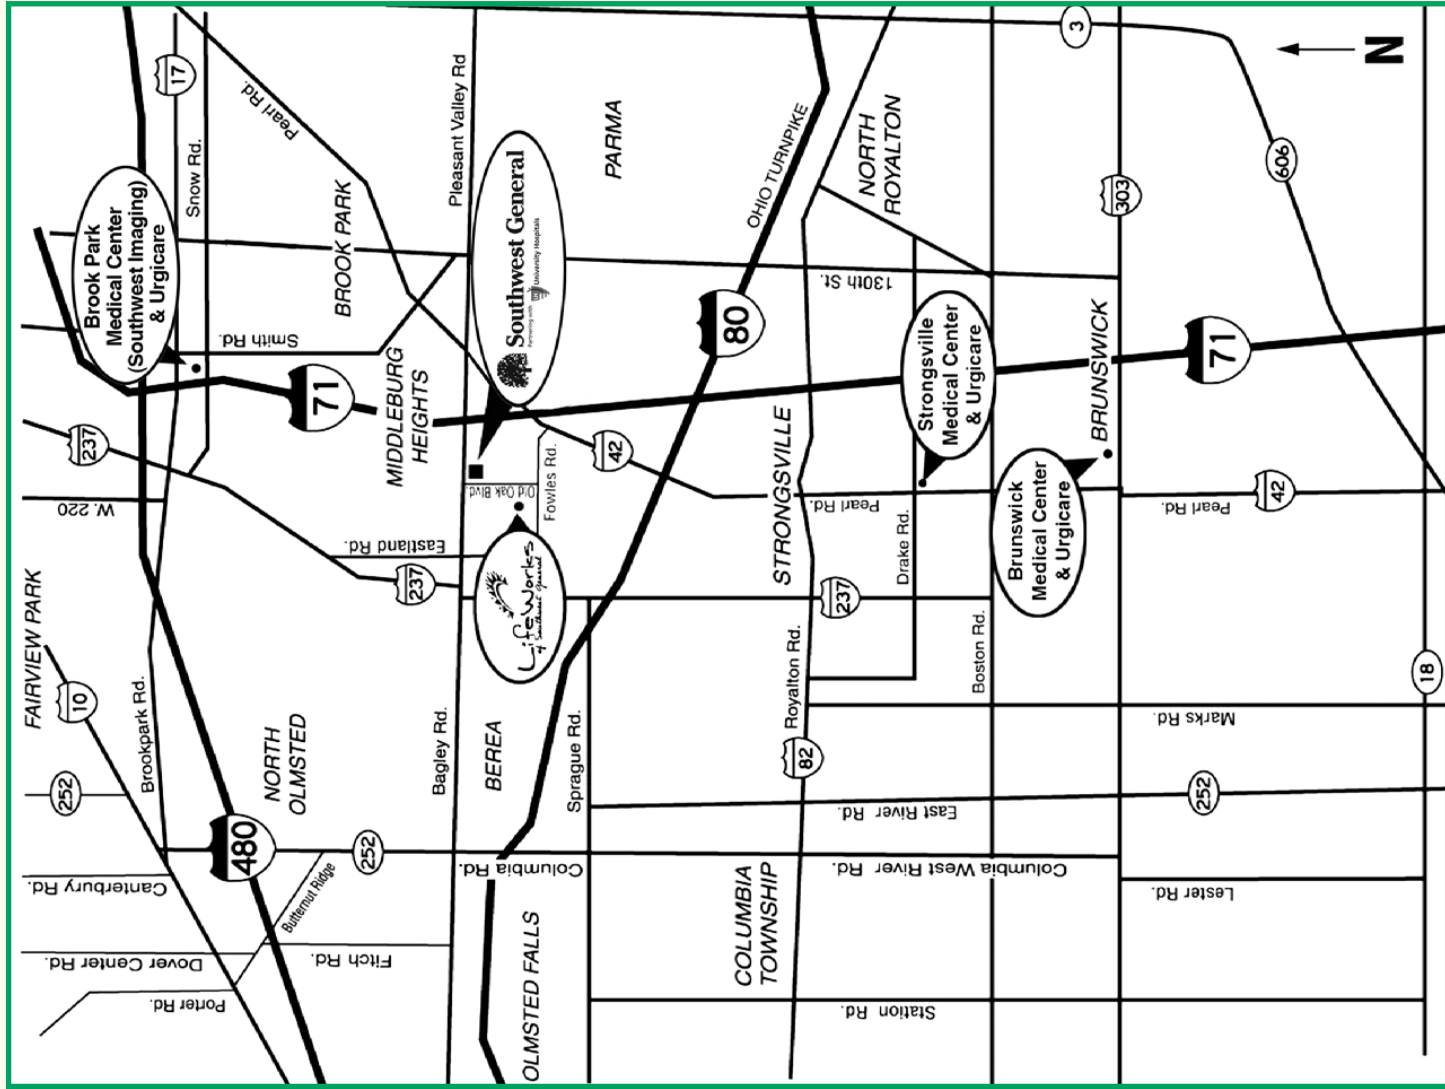 FAIRVIEW PARK
10
252
Canterbury Rd.
Dover Center Rd.
Porter Rd.
Brookpark Rd.
480
NORTH
OLMSTED
Butternut Ridge
252
Fitch Rd.
W. 220
237
237
Eastland Rd.
Bagley Rd.
BEREA
Columbia Rd.
OLMSTED FALLS
Sprague Rd.
17
Snow Rd.
Pearl Rd.
Brook Park
Medical Center
(Southwest Imaging)
& Urgicare
Smith Rd.
BROOK PARK
71
MIDDLEBURG
HEIGHTS
Pleasant Valley Rd
Southwest General
Partnering with
University Hospitals
Old Oak Blvd.
Fowles Rd.
LifeWorks
of Southwest General
42
PARMA
OHIO TURNPIKE
80
NORTH
ROYALTON
130th St.
STRONGSVILLE
Pearl Rd.
Drake Rd.
Strongsville
Medical Center
& Urgicare
237
Royalton Rd.
82
Boston Rd.
COLUMBIA
TOWNSHIP
East River Rd.
Columbia West River Rd.
Station Rd.
3
303
606
N
BRUNSWICK
71
Brunswick
Medical Center
& Urgicare
42
Pearl Rd.
18
Marks Rd.
252
Lester Rd.